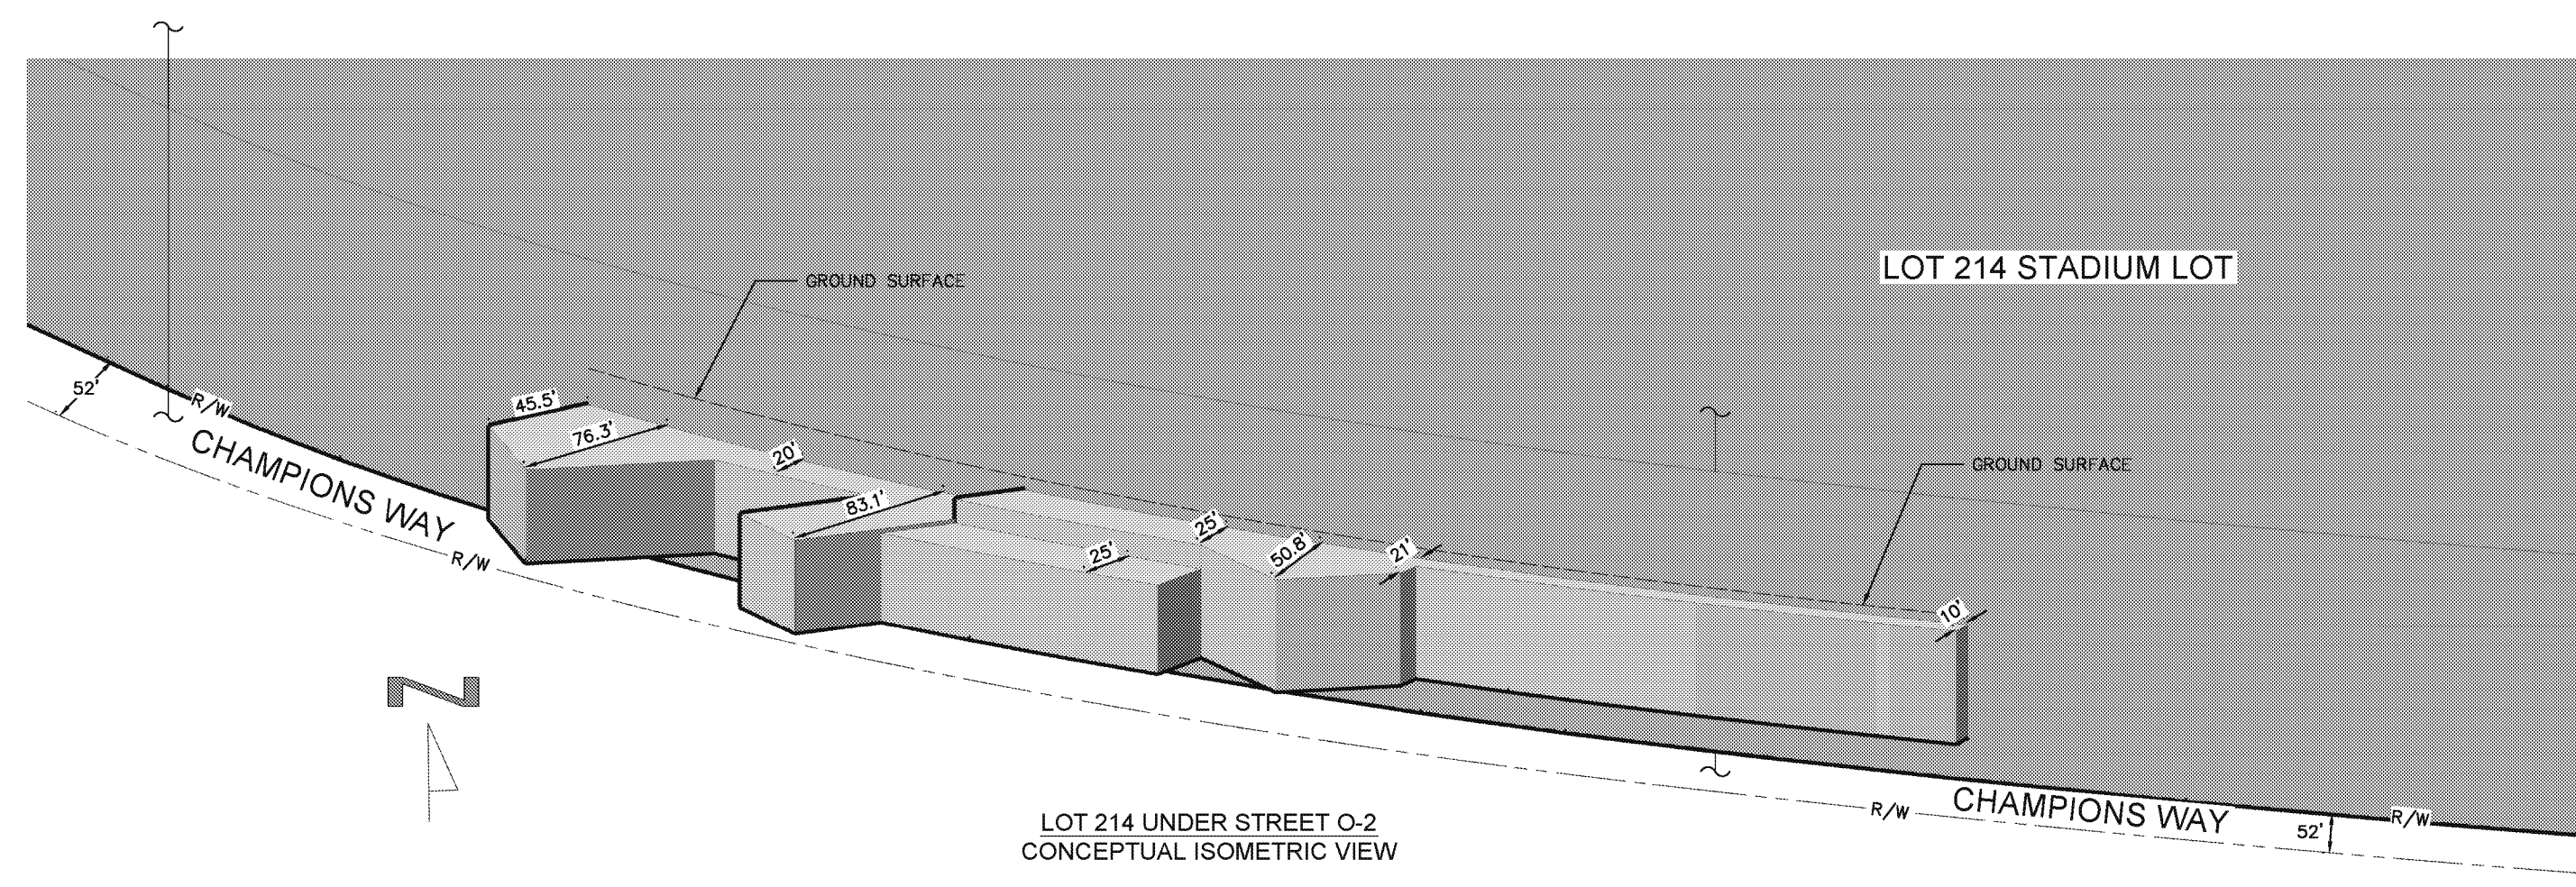 GROUND SURFACE
LOT 214 STADIUM LOT
52'
R/W
45.5'
76.3'
20'
CHAMPIONS WAY
R/W
83.1'
25'
25'
50.8'
21'
GROUND SURFACE
10'
N
R/W
CHAMPIONS WAY
52'
R/W
LOT 214 UNDER STREET O-2
CONCEPTUAL ISOMETRIC VIEW